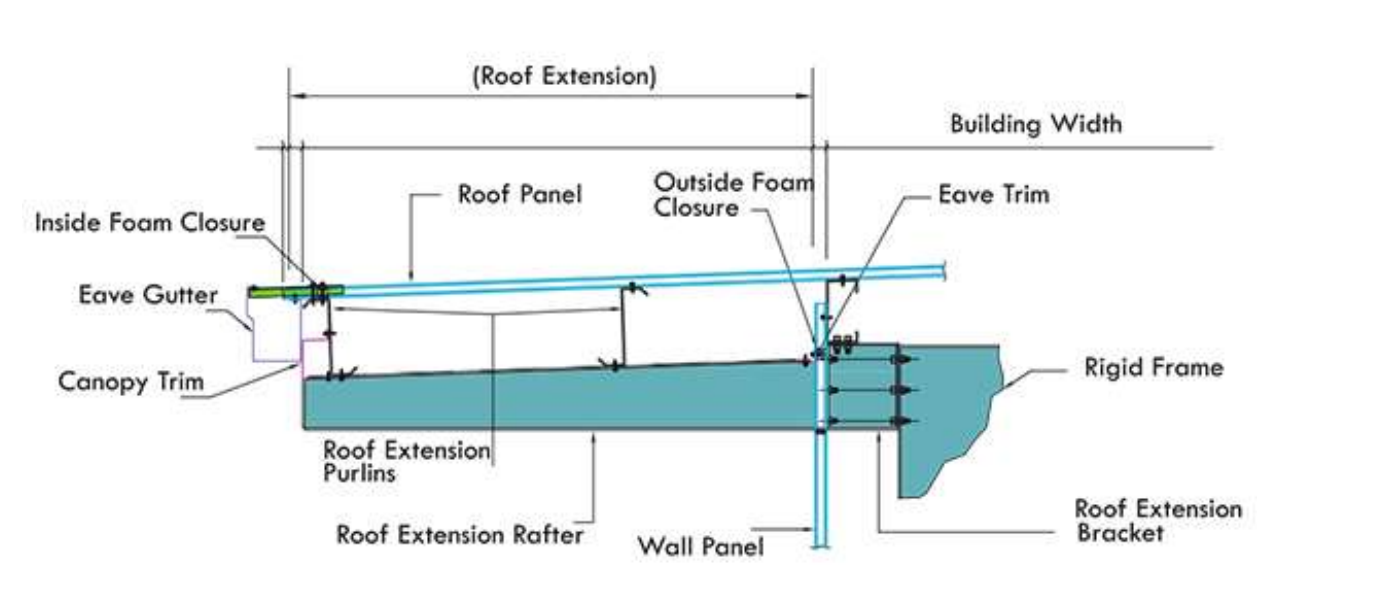 (Roof Extension)
Building Width
Roof Panel
Outside Foam
Closure
Eave Trim
Inside Foam Closure
Eave Gutter
Canopy Trim
Rigid Frame
Roof Extension
Purlins
Roof Extension Rafter
Wall Panel
Roof Extension
Bracket